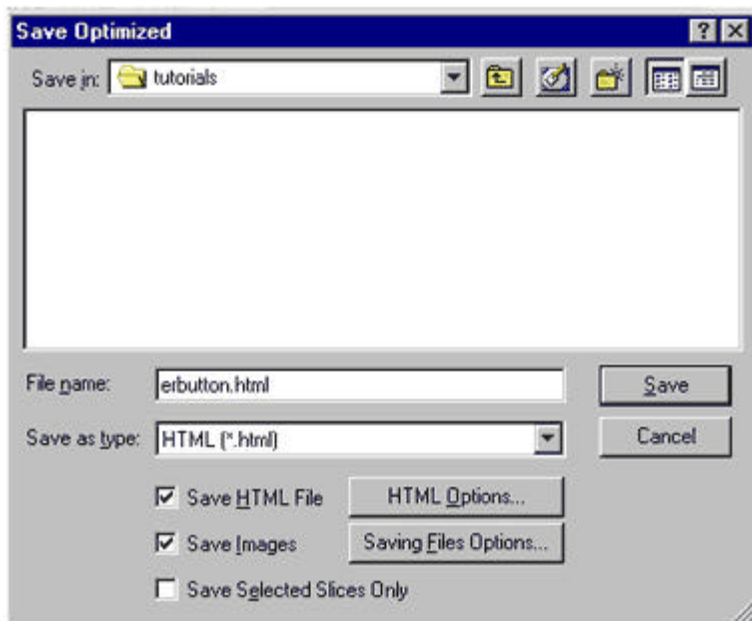 Save Optimized
Save in: tutorials
File name: erbutton.html Save
Save as type: HTML (*.html) Cancel
Save HTML File HTML Options...
Save Images Saving Files Options...
Save Selected Slices Only